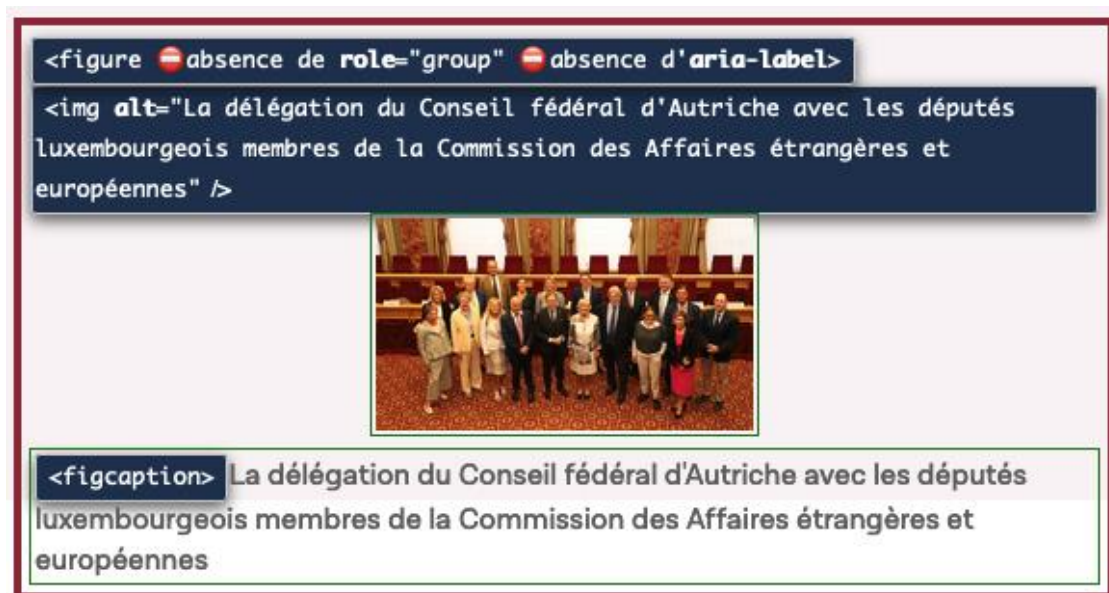 <figure ⛔absence de role="group" ⛔absence d'aria-label>
<img alt="La délégation du Conseil fédéral d'Autriche avec les députés
luxembourgeois membres de la Commission des Affaires étrangères et
européennes" />
<figcaption> La délégation du Conseil fédéral d'Autriche avec les députés
luxembourgeois membres de la Commission des Affaires étrangères et
européennes